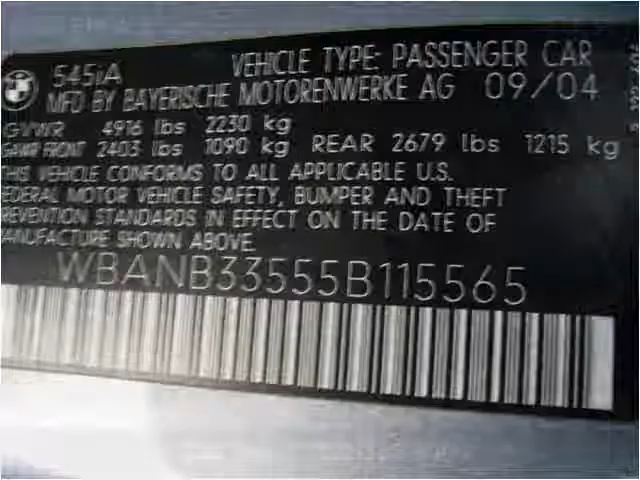 545iA VEHICLE TYPE: PASSENGER CAR
MFD BY BAYERISCHE MOTORENWERKE AG 09/04
GVWR 4916 lbs 2230 kg
GAWR FRONT 2403 lbs 1090 kg REAR 2679 lbs 1215 kg
THIS VEHICLE CONFORMS TO ALL APPLICABLE U.S.
FEDERAL MOTOR VEHICLE SAFETY, BUMPER AND THEFT
PREVENTION STANDARDS IN EFFECT ON THE DATE OF
MANUFACTURE SHOWN ABOVE.
WBANB33555B115565